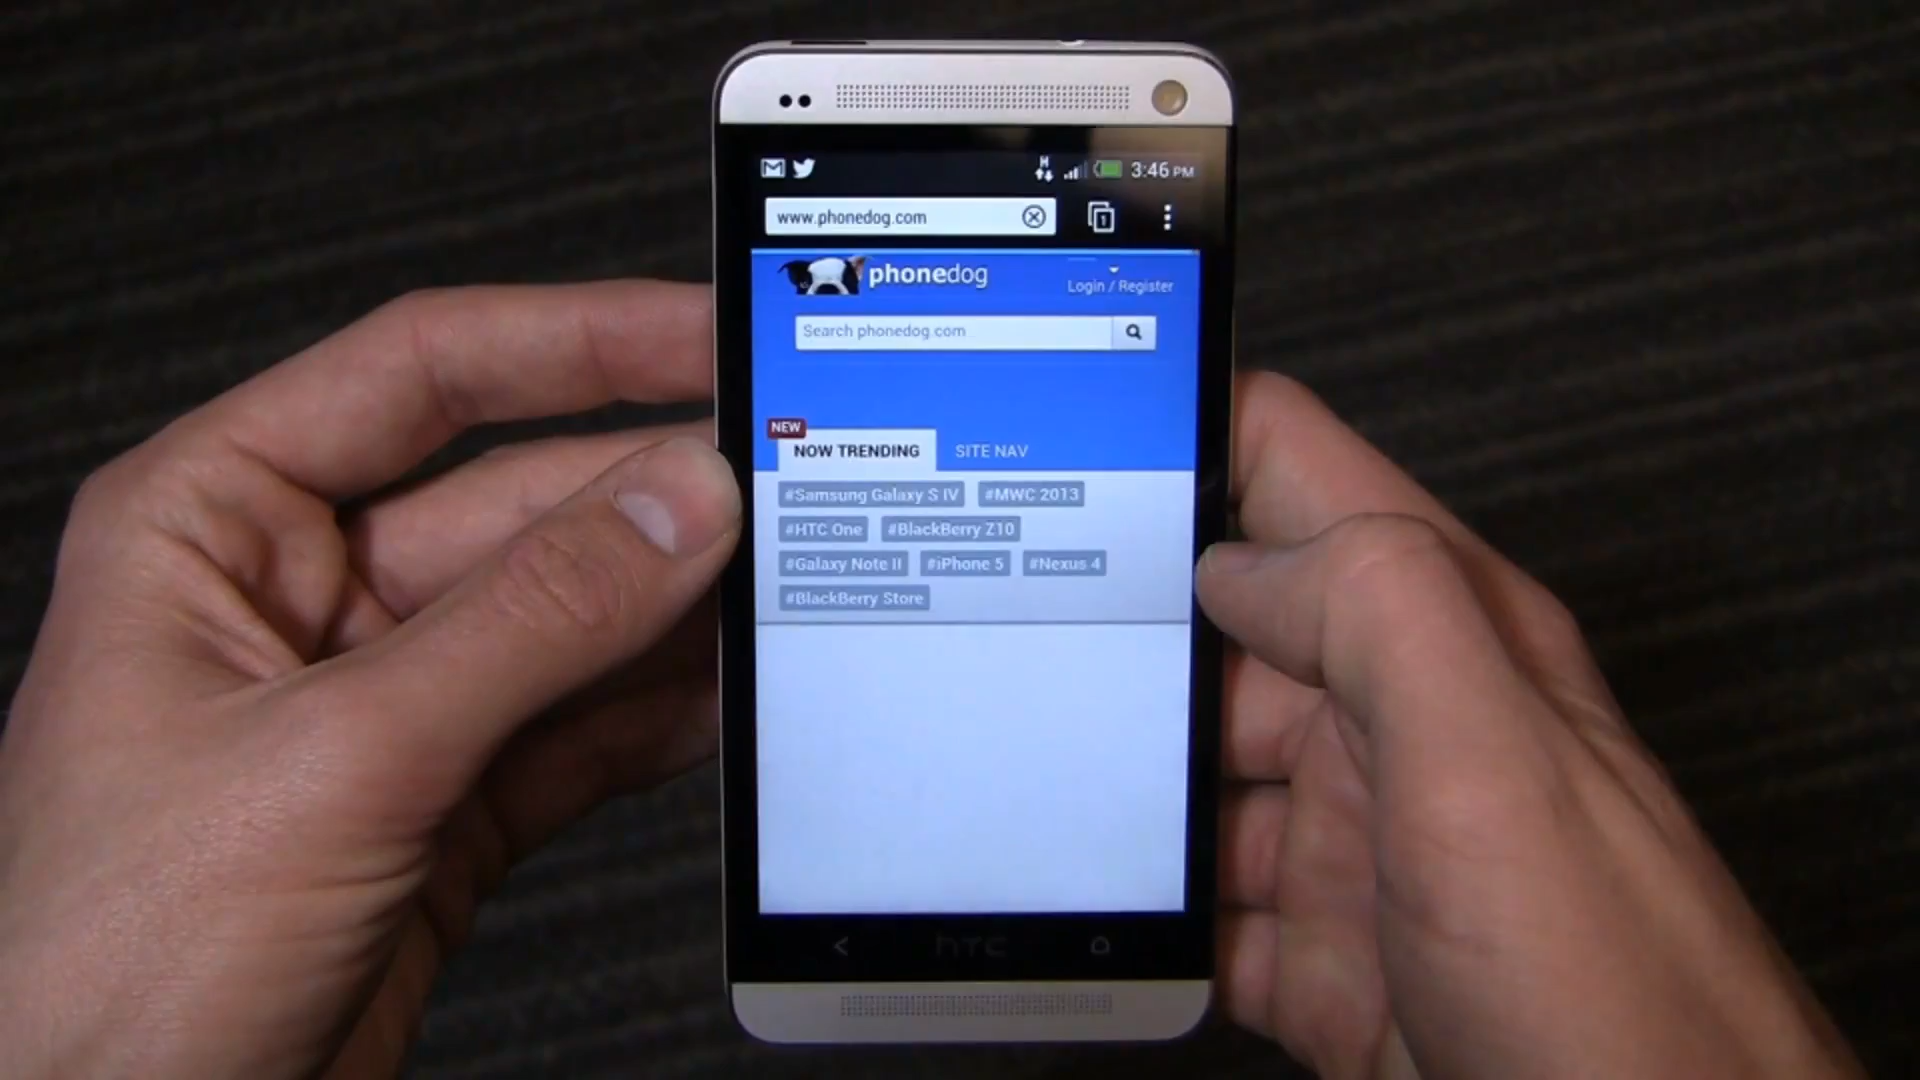 H
3:46 PM
www.phonedog.com
1
phonedog
Login / Register
Search phonedog.com
NEW
NOW TRENDING
SITE NAV
#Samsung Galaxy S IV #MWC 2013
#HTC One #BlackBerry Z10
#Galaxy Note II #iPhone 5 #Nexus 4
#BlackBerry Store
hTC